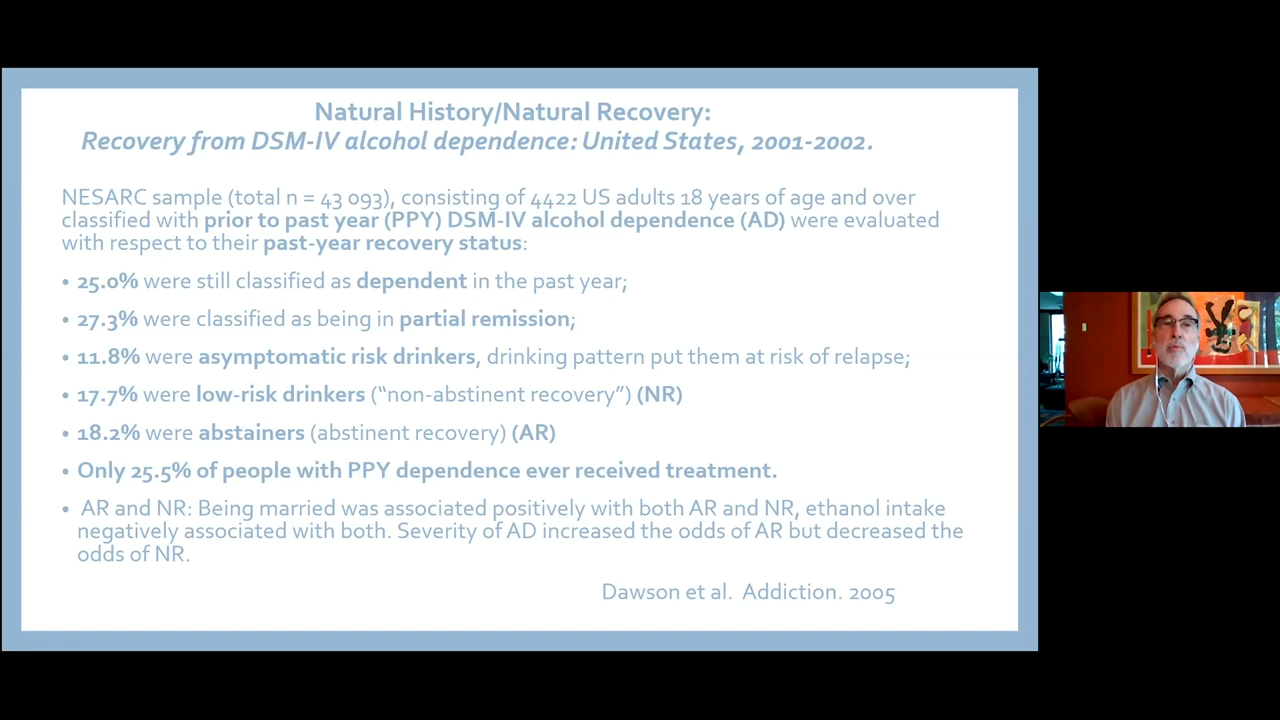 Natural History/Natural Recovery:
Recovery from DSM-IV alcohol dependence: United States, 2001-2002.
NESARC sample (total n = 43 093), consisting of 4422 US adults 18 years of age and over
classified with prior to past year (PPY) DSM-IV alcohol dependence (AD) were evaluated
with respect to their past-year recovery status:
• 25.0% were still classified as dependent in the past year;
• 27.3% were classified as being in partial remission;
• 11.8% were asymptomatic risk drinkers, drinking pattern put them at risk of relapse;
• 17.7% were low-risk drinkers (“non-abstinent recovery”) (NR)
• 18.2% were abstainers (abstinent recovery) (AR)
• Only 25.5% of people with PPY dependence ever received treatment.
• AR and NR: Being married was associated positively with both AR and NR, ethanol intake
negatively associated with both. Severity of AD increased the odds of AR but decreased the
odds of NR.
Dawson et al. Addiction. 2005